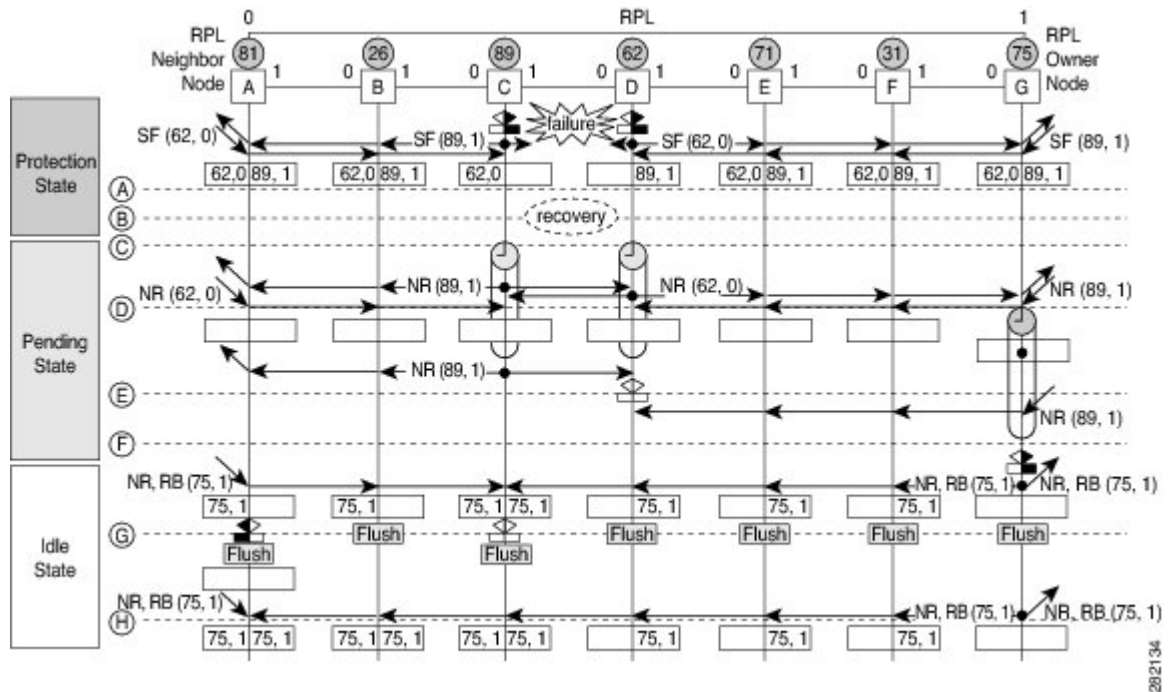 0 RPL 1
RPL Neighbor Node
81 26 89 62 71 31 75
RPL Owner Node
A 1 0 B 1 0 C 1 0 D 1 0 E 1 0 F 1 0 G
Protection State
failure
SF (62, 0) SF (89, 1) SF (62, 0) SF (89, 1)
62,0 89, 1 62,0 89, 1 62,0 89, 1 62,0 89, 1 62,0 89, 1 62,0 89, 1
A
B recovery
Pending State
C
NR (89, 1) NR (62, 0)
NR (62, 0) NR (89, 1)
D
NR (89, 1)
E
NR (89, 1)
F
Idle State
NR, RB (75, 1) NR, RB (75, 1) NR, RB (75, 1)
75, 1 75, 1 75, 1 75, 1 75, 1 75, 1 75, 1
G Flush Flush Flush Flush Flush
Flush Flush
NR, RB (75, 1) NR, RB (75, 1) NR, RB (75, 1)
H
75, 1 75, 1 75, 1 75, 1 75, 1 75, 1 75, 1 75, 1 75, 1
282134